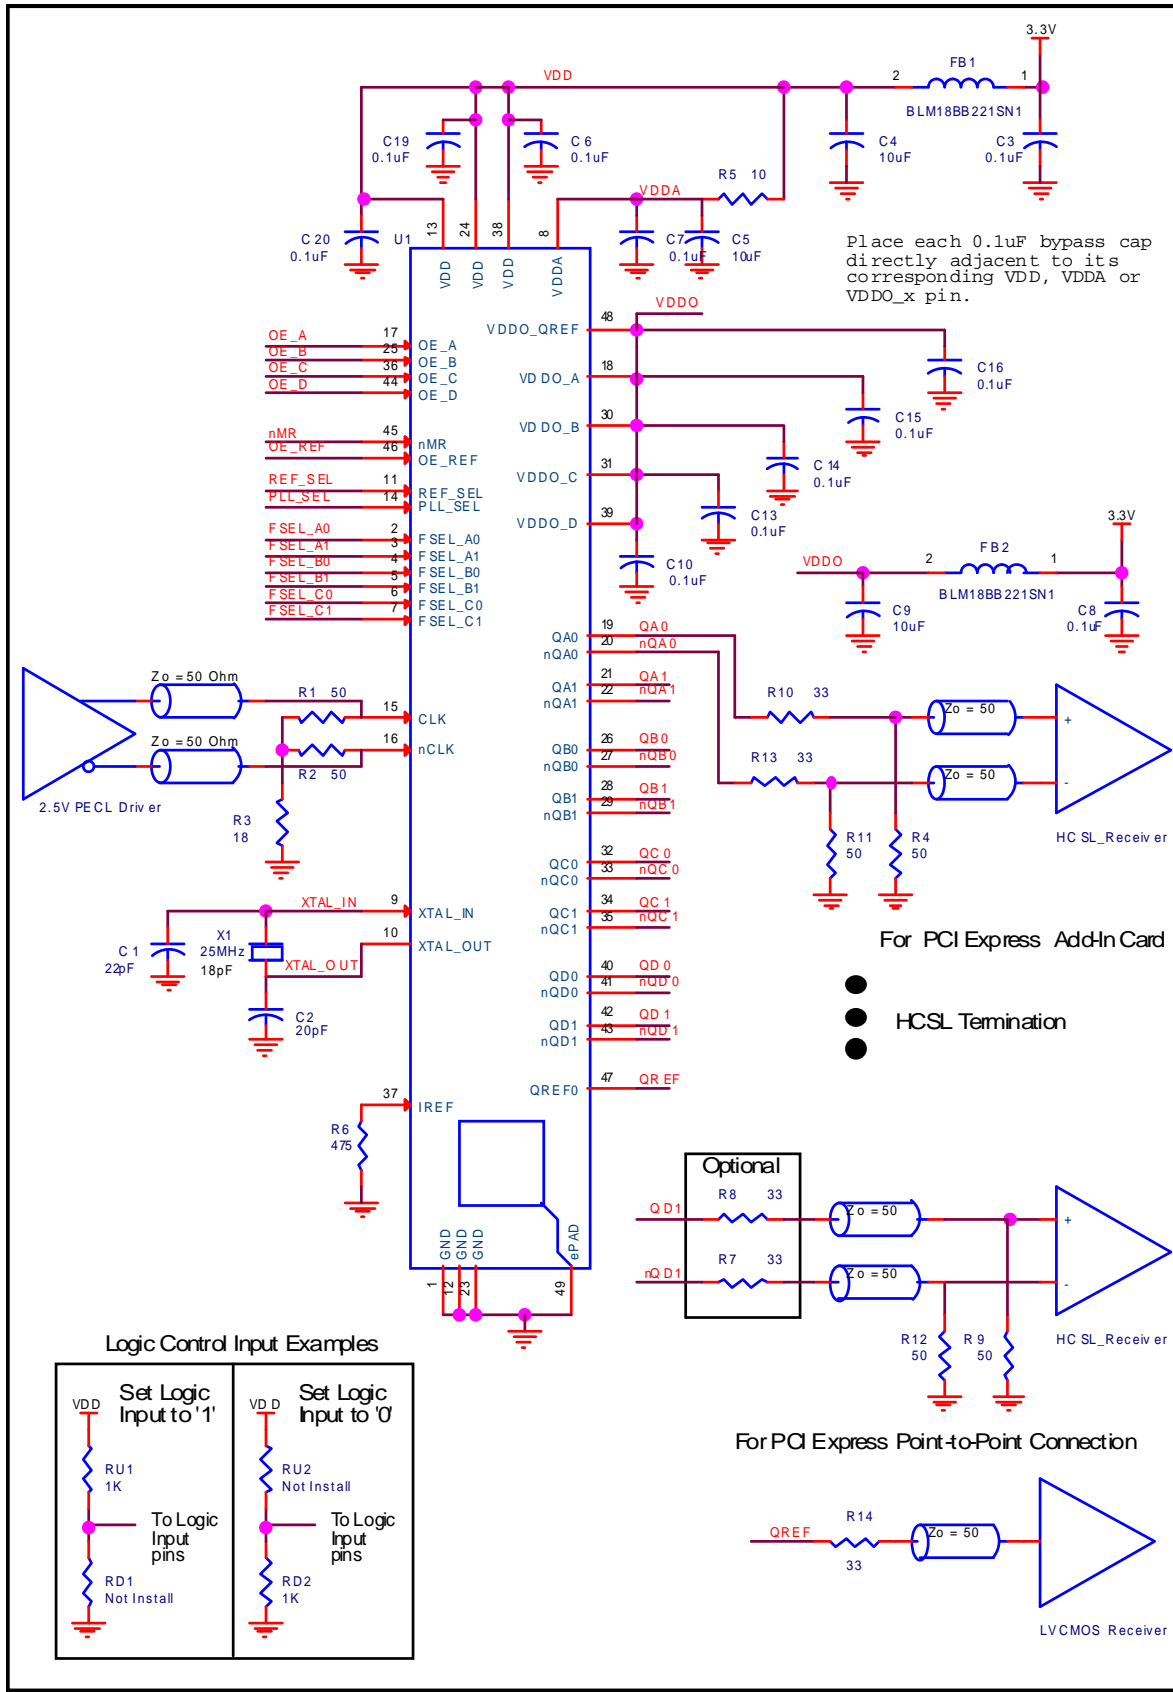 3.3V
VDD
2
FB1
1
BLM18BB221SN1
C19
0.1uF
C6
0.1uF
C4
10uF
C3
0.1uF
R5 10
VDDA
C20
0.1uF
U1
13
24
38
8
C7
0.1uF
C5
10uF
Place each 0.1uF bypass cap
directly adjacent to its
corresponding VDD, VDDA or
VDDO_x pin.
VDD
VDD
VDD
VDDA
VDDO
48
VDDO_QREF
C16
0.1uF
18
VDDO_A
C15
0.1uF
30
VDDO_B
C14
0.1uF
31
VDDO_C
C13
0.1uF
39
VDDO_D
C10
0.1uF
OE_A 17 OE_A
OE_B 25 OE_B
OE_C 36 OE_C
OE_D 44 OE_D
nMR 45 nMR
OE_REF 46 OE_REF
REF_SEL 11 REF_SEL
PLL_SEL 14 PLL_SEL
FSEL_A0 2 FSEL_A0
FSEL_A1 3 FSEL_A1
FSEL_B0 4 FSEL_B0
FSEL_B1 5 FSEL_B1
FSEL_C0 6 FSEL_C0
FSEL_C1 7 FSEL_C1
3.3V
VDDO
2
FB2
1
BLM18BB221SN1
C9
10uF
C8
0.1uF
QA0 19 QA0
nQA0 20 nQA0
QA1 21 QA1
nQA1 22 nQA1
QB0 26 QB0
nQB0 27 nQB0
QB1 28 QB1
nQB1 29 nQB1
QC0 32 QC0
nQC0 33 nQC0
QC1 34 QC1
nQC1 35 nQC1
QD0 40 QD0
nQD0 41 nQD0
QD1 42 QD1
nQD1 43 nQD1
QREF0 47 QREF
Zo = 50 Ohm
R1 50
15
CLK
Zo = 50 Ohm
16
nCLK
R2 50
2.5V PECL Driver
R3
18
R10 33
Zo = 50
+
R13 33
Zo = 50
-
R11
50
R4
50
HCSL_Receiver
XTAL_IN
9
XTAL_IN
C1
22pF
X1
25MHz
18pF
10
XTAL_OUT
XTAL_OUT
C2
20pF
For PCI Express Add-In Card
HCSL Termination
37
IREF
R6
475
GND
GND
GND
ePAD
1
12
23
49
Optional
QD1
R8 33
Zo = 50
+
nQD1
R7 33
Zo = 50
-
R12
50
R9
50
HCSL_Receiver
For PCI Express Point-to-Point Connection
Logic Control Input Examples
VDD
Set Logic
Input to '1'
RU1
1K
To Logic
Input
pins
RD1
Not Install
VDD
Set Logic
Input to '0'
RU2
Not Install
To Logic
Input
pins
RD2
1K
QREF
R14
33
Zo = 50
LVCMOS Receiver